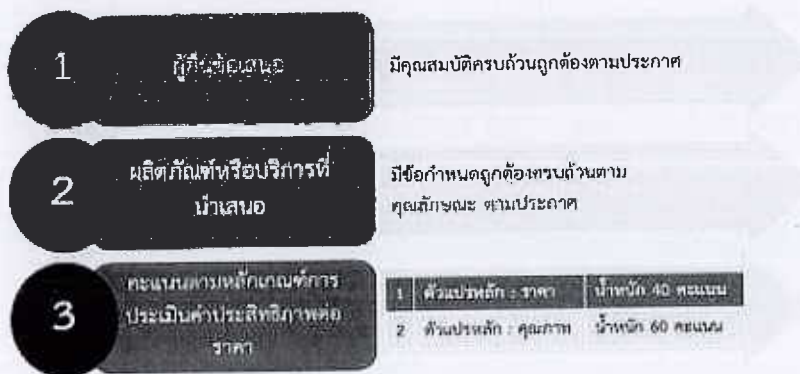 1
ผู้ยื่นข้อเสนอ
มีคุณสมบัติครบถ้วนถูกต้องตามประกาศ
2
ผลิตภัณฑ์หรือบริการที่
นำเสนอ
มีข้อกำหนดถูกต้องครบถ้วนตาม
คุณลักษณะ ตามประกาศ
3
คะแนนตามหลักเกณฑ์การ
ประเมินค่าประสิทธิภาพต่อ
ราคา
1 ตัวแปรหลัก : ราคา น้ำหนัก 40 คะแนน
2 ตัวแปรหลัก : คุณภาพ น้ำหนัก 60 คะแนน